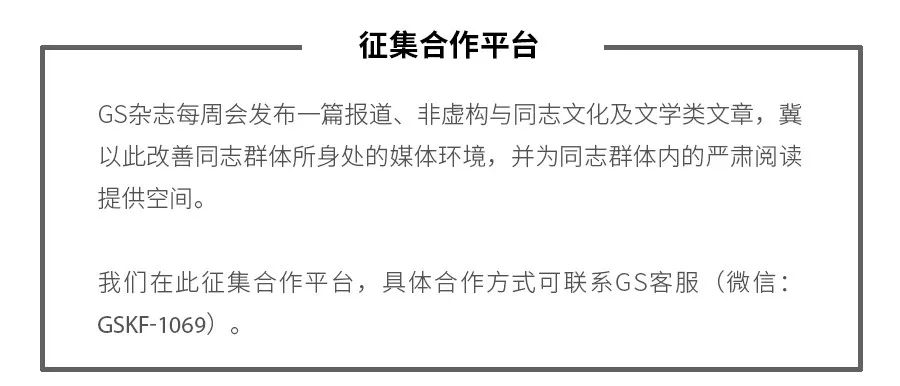 征集合作平台
GS杂志每周会发布一篇报道、非虚构与同志文化及文学类文章，冀
以此改善同志群体所身处的媒体环境，并为同志群体内的严肃阅读
提供空间。
我们在此征集合作平台，具体合作方式可联系GS客服（微信：
GSKF-1069）。